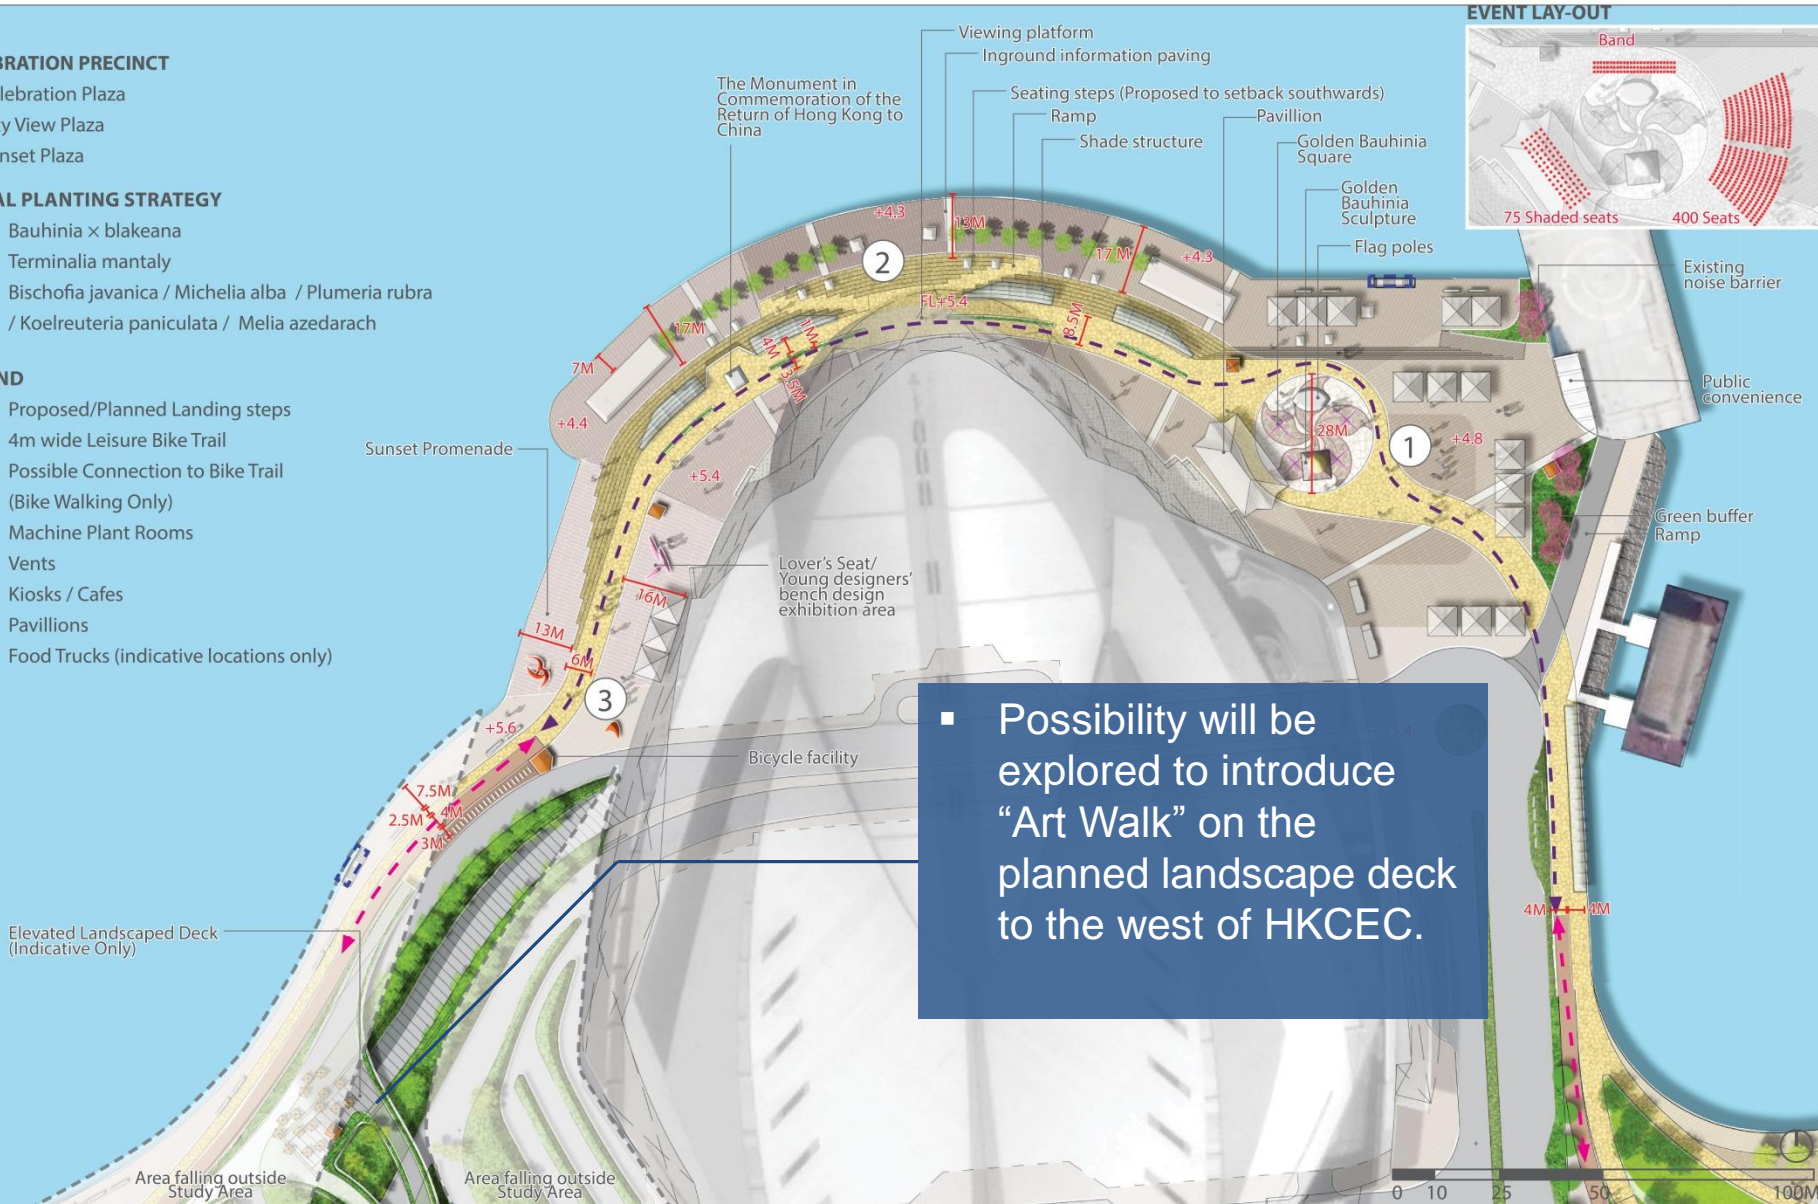 BRATION PRECINCT
lebration Plaza
y View Plaza
nset Plaza
AL PLANTING STRATEGY
Bauhinia × blakeana
Terminalia mantaly
Bischofia javanica / Michelia alba / Plumeria rubra
/ Koelreuteria paniculata / Melia azedarach
ND
Proposed/Planned Landing steps
4m wide Leisure Bike Trail
Possible Connection to Bike Trail
(Bike Walking Only)
Machine Plant Rooms
Vents
Kiosks / Cafes
Pavillions
Food Trucks (indicative locations only)
Viewing platform
Inground information paving
Seating steps (Proposed to setback southwards)
Ramp
Shade structure
The Monument in
Commemoration of the
Return of Hong Kong to
China
Pavillion
Golden Bauhinia
Square
Golden
Bauhinia
Sculpture
Flag poles
EVENT LAY-OUT
Band
75 Shaded seats
400 Seats
Existing
noise barrier
Public
convenience
Green buffer
Ramp
+4.3
13M
17 M
+4.3
2
FL+5.4
8.5M
17M
1M
4M
3.5M
7M
+4.4
+5.4
28M
1
+4.8
Sunset Promenade
Lover's Seat/
Young designers'
bench design
exhibition area
16M
13M
6M
3
+5.6
Bicycle facility
7.5M
2.5M
4M
3M
Elevated Landscaped Deck
(Indicative Only)
▪ Possibility will be
explored to introduce
“Art Walk” on the
planned landscape deck
to the west of HKCEC.
4M
4M
Area falling outside
Study Area
Area falling outside
Study Area
0 10 25 50 100M